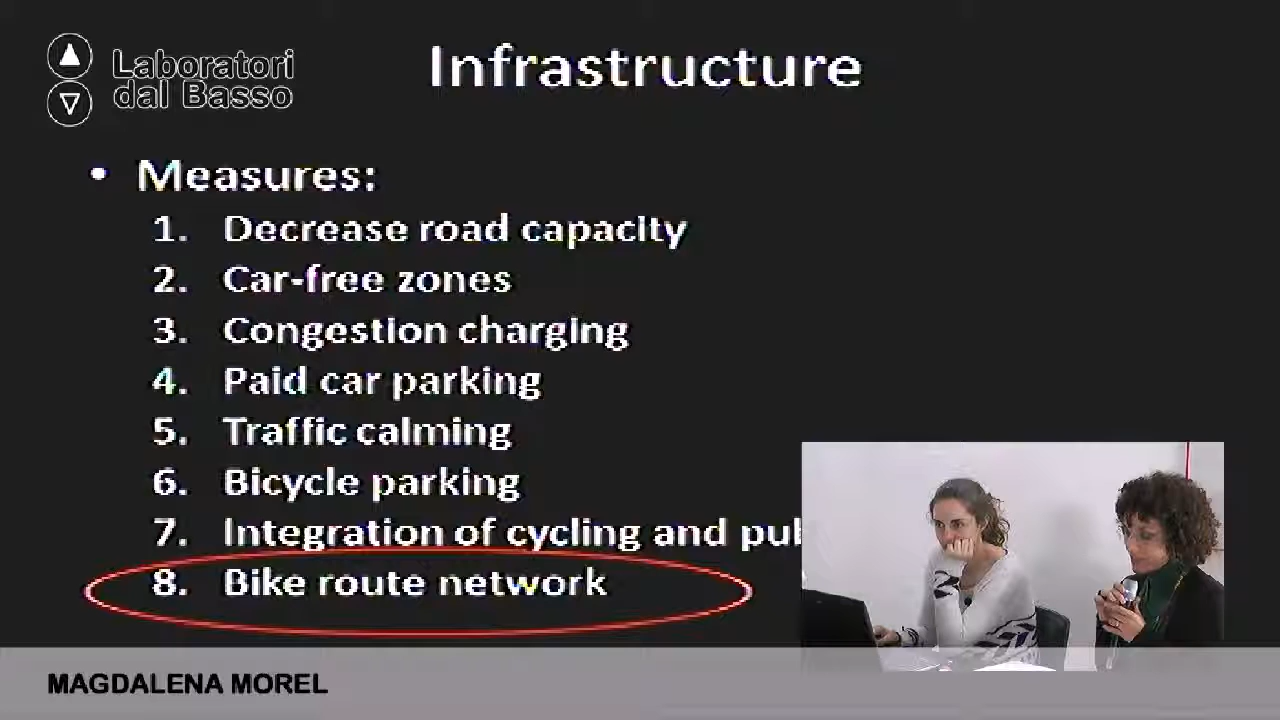 Laboratori
dal Basso
Infrastructure
• Measures:
1. Decrease road capacity
2. Car-free zones
3. Congestion charging
4. Paid car parking
5. Traffic calming
6. Bicycle parking
7. Integration of cycling and
8. Bike route network
MAGDALENA MOREL